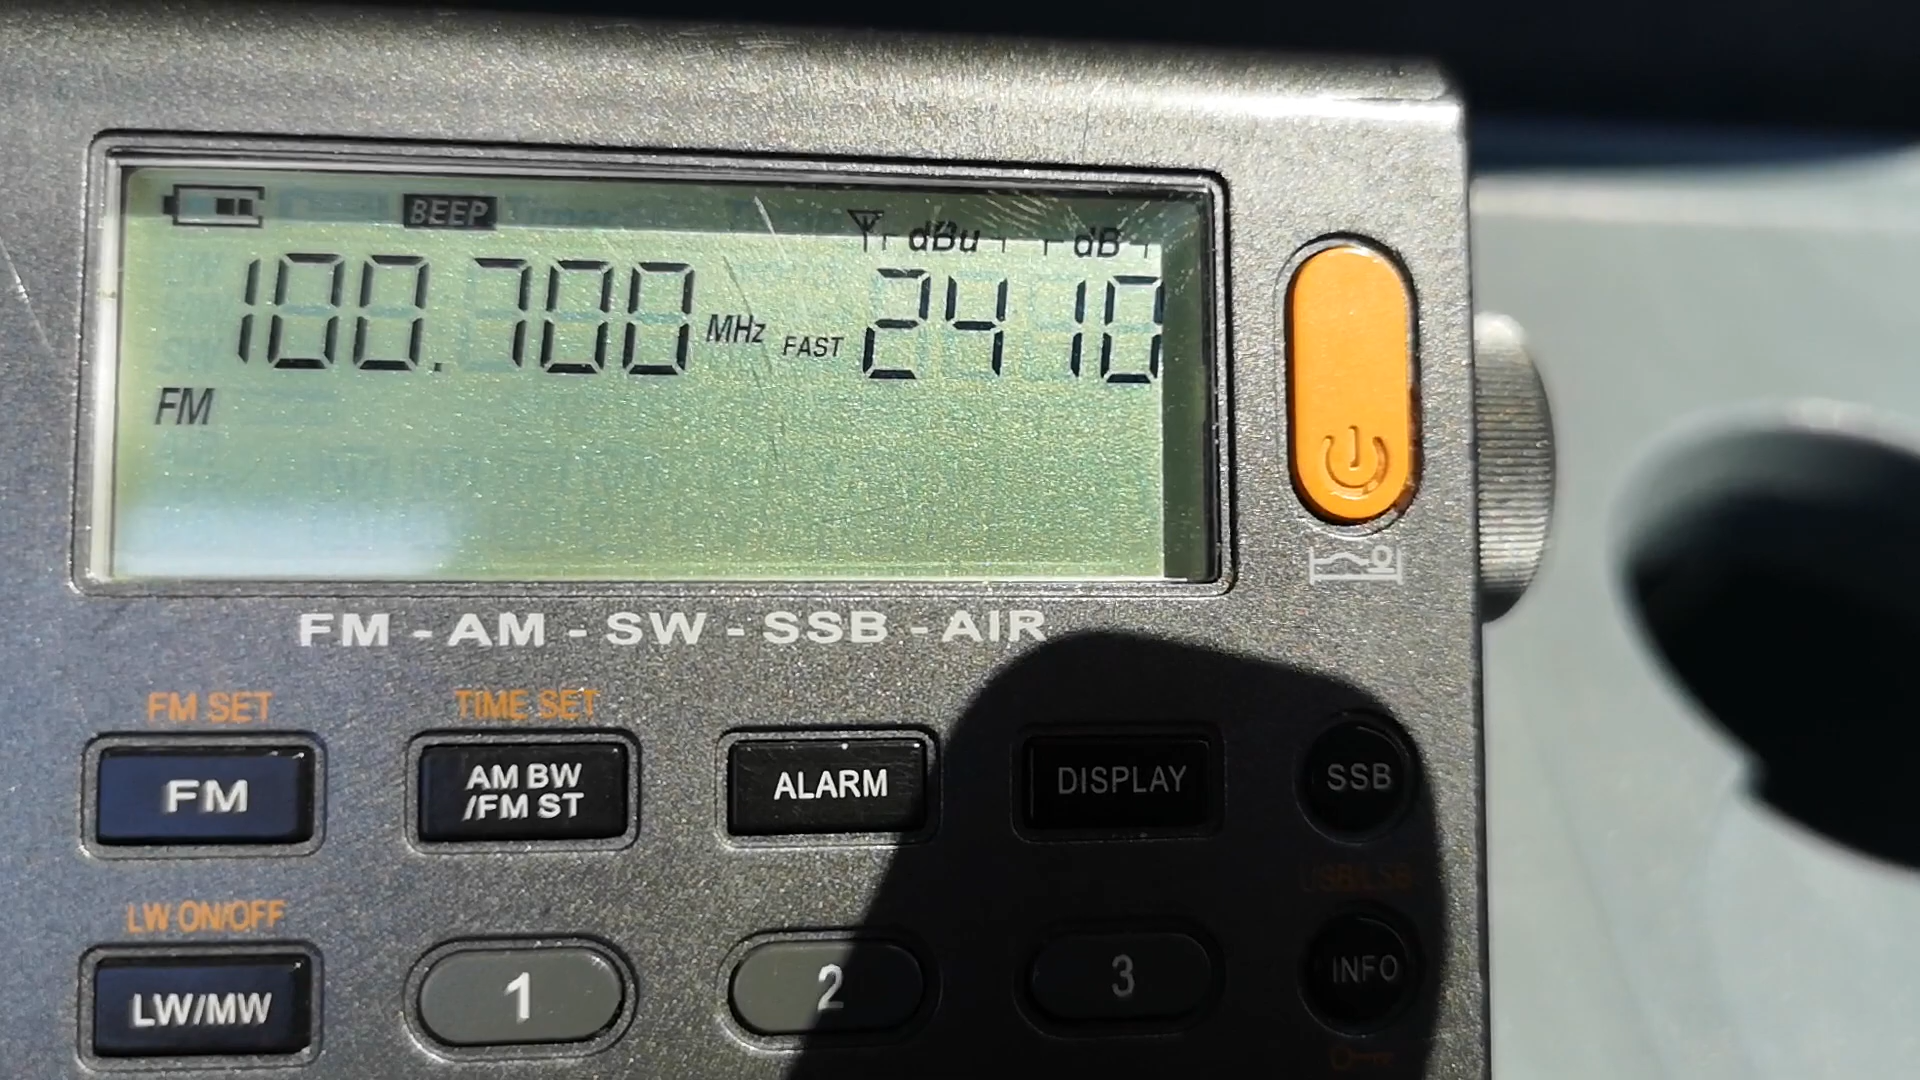 BEEP dBu dB
100.700 MHz FAST 24 10
FM
FM - AM - SW - SSB - AIR
FM SET TIME SET
FM AM BW /FM ST ALARM DISPLAY SSB
USB/LSB
LW ON/OFF
LW/MW 1 2 3 INFO